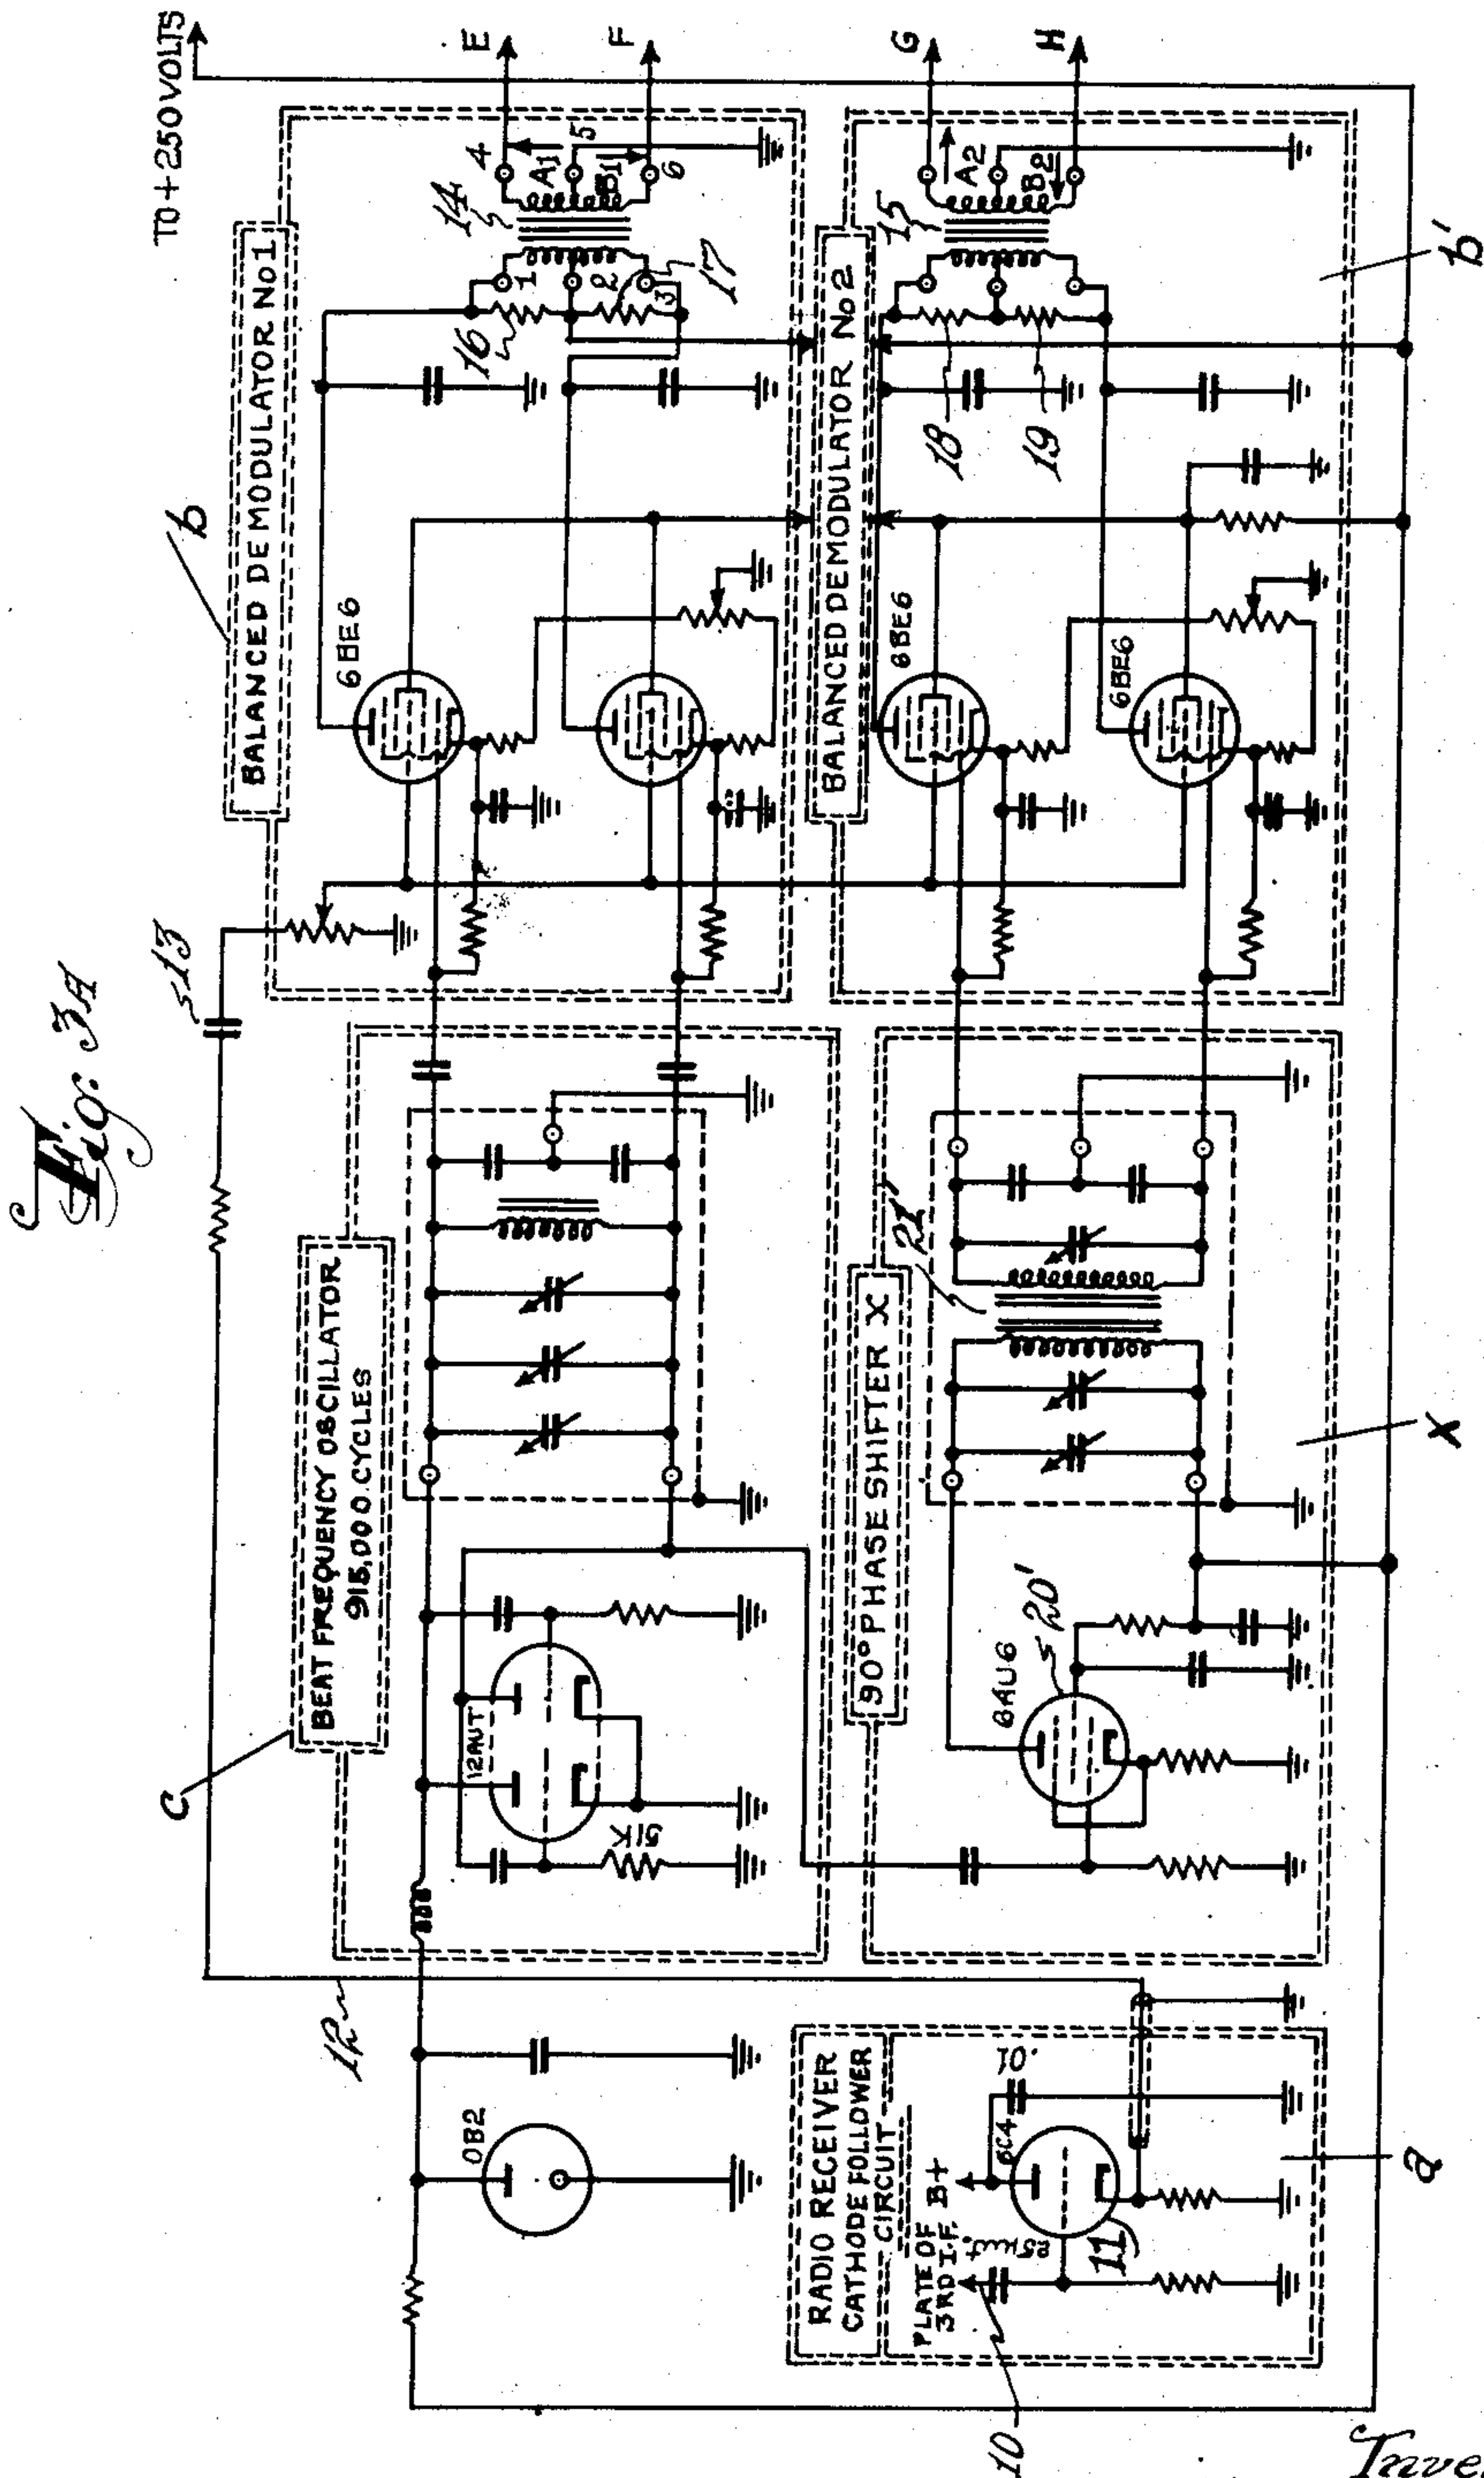 Fig. 3A
TO +250 VOLTS
C
BEAT FREQUENCY OSCILLATOR
915,000 CYCLES
b
BALANCED DEMODULATOR No 1
12
13
OB2
12AU7
51K
6BE6
16
17
14
1
2
3
4
5
6
A1
B1
E
F
RADIO RECEIVER
CATHODE FOLLOWER
CIRCUIT
PLATE OF
3RD I.F.
B+
25μμf.
6C4
.01
10
11
a
90° PHASE SHIFTER X
6AU6
20'
21'
X
BALANCED DEMODULATOR No 2
6BE6
6BE6
18
19
15
A2
B2
G
H
b'